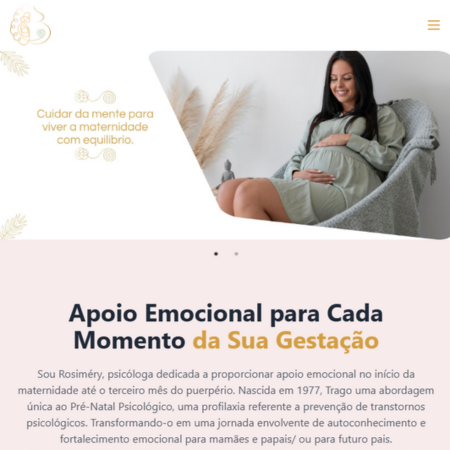 Cuidar da mente para
viver a maternidade
com equilíbrio.
Apoio Emocional para Cada
Momento da Sua Gestação
Sou Rosiméry, psicóloga dedicada a proporcionar apoio emocional no início da
maternidade até o terceiro mês do puerpério. Nascida em 1977, Trago uma abordagem
única ao Pré-Natal Psicológico, uma profilaxia referente a prevenção de transtornos
psicológicos. Transformando-o em uma jornada envolvente de autoconhecimento e
fortalecimento emocional para mamães e papais/ ou para futuro pais.